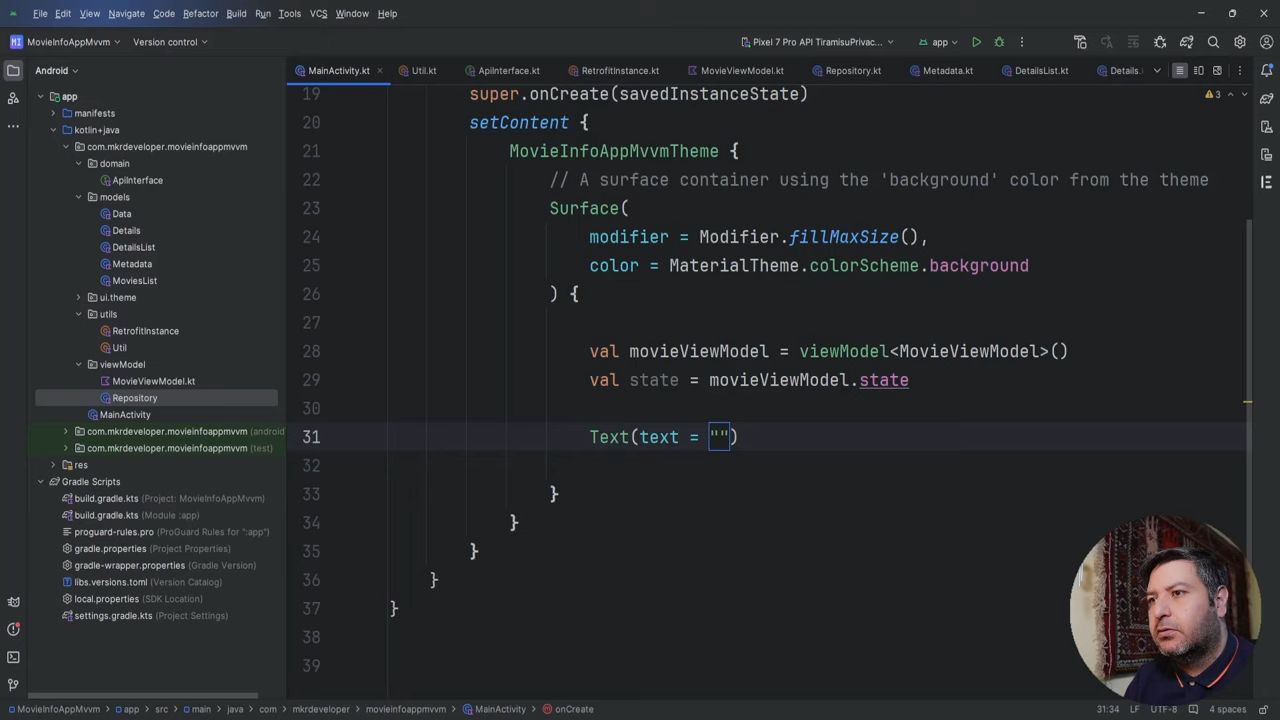 File Edit View Navigate Code Refactor Build Run Tools VCS Window Help
MI MovieInfoAppMvvm Version control Pixel 7 Pro API TiramisuPrivac... app
Android MainActivity.kt Util.kt ApiInterface.kt RetrofitInstance.kt MovieViewModel.kt Repository.kt Metadata.kt DetailsList.kt Details.
app
manifests
kotlin+java
com.mkrdeveloper.movieinfoappmvvm
domain
ApiInterface
models
Data
Details
DetailsList
Metadata
MoviesList
ui.theme
utils
RetrofitInstance
Util
viewModel
MovieViewModel.kt
Repository
MainActivity
com.mkrdeveloper.movieinfoappmvvm (android
com.mkrdeveloper.movieinfoappmvvm (test)
res
Gradle Scripts
build.gradle.kts (Project: MovieInfoAppMvvm)
build.gradle.kts (Module :app)
proguard-rules.pro (ProGuard Rules for ":app")
gradle.properties (Project Properties)
gradle-wrapper.properties (Gradle Version)
libs.versions.toml (Version Catalog)
local.properties (SDK Location)
settings.gradle.kts (Project Settings)
19 super.onCreate(savedInstanceState)
20 setContent {
21 MovieInfoAppMvvmTheme {
22 // A surface container using the 'background' color from the theme
23 Surface(
24 modifier = Modifier.fillMaxSize(),
25 color = MaterialTheme.colorScheme.background
26 ) {
27
28 val movieViewModel = viewModel<MovieViewModel>()
29 val state = movieViewModel.state
30
31 Text(text = "")
32
33 }
34 }
35 }
36 }
37 }
38
39
3
MovieInfoAppMvvm app src main java com mkrdeveloper movieinfoappmvvm MainActivity onCreate 31:34 LF UTF-8 4 spaces